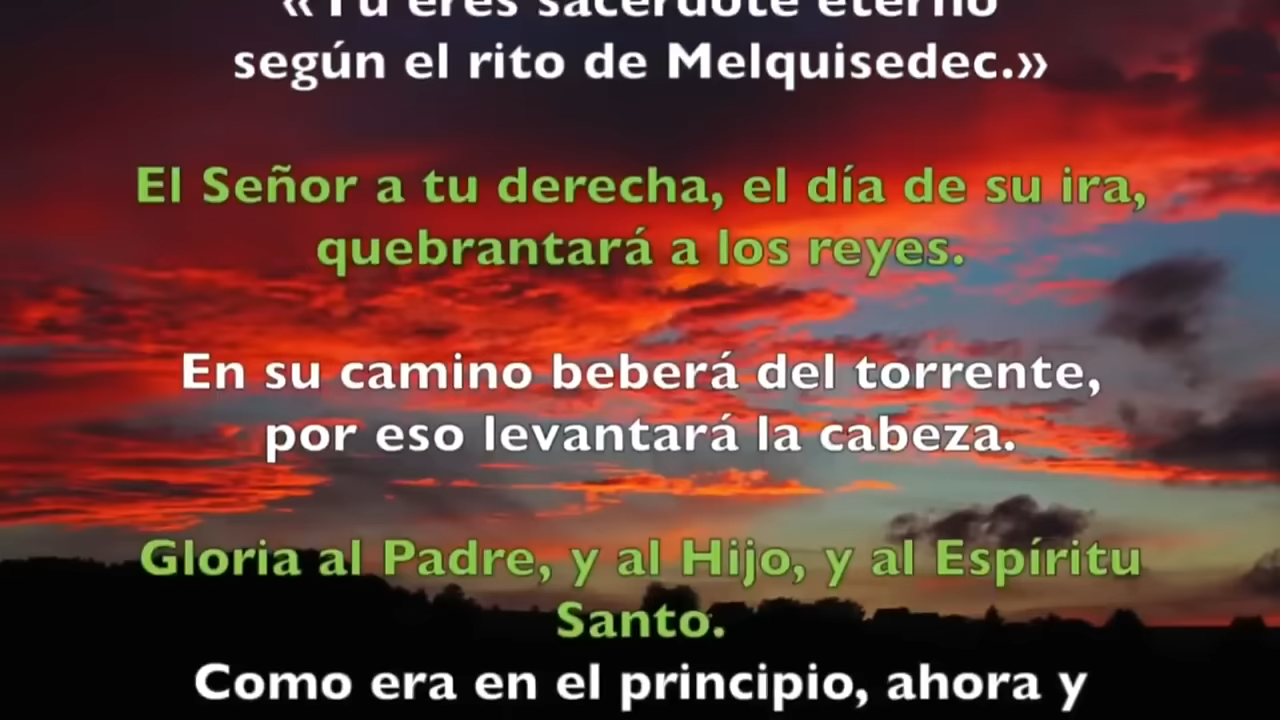 «Tú eres sacerdote eterno
según el rito de Melquisedec.»
El Señor a tu derecha, el día de su ira,
quebrantará a los reyes.
En su camino beberá del torrente,
por eso levantará la cabeza.
Gloria al Padre, y al Hijo, y al Espíritu
Santo.
Como era en el principio, ahora y